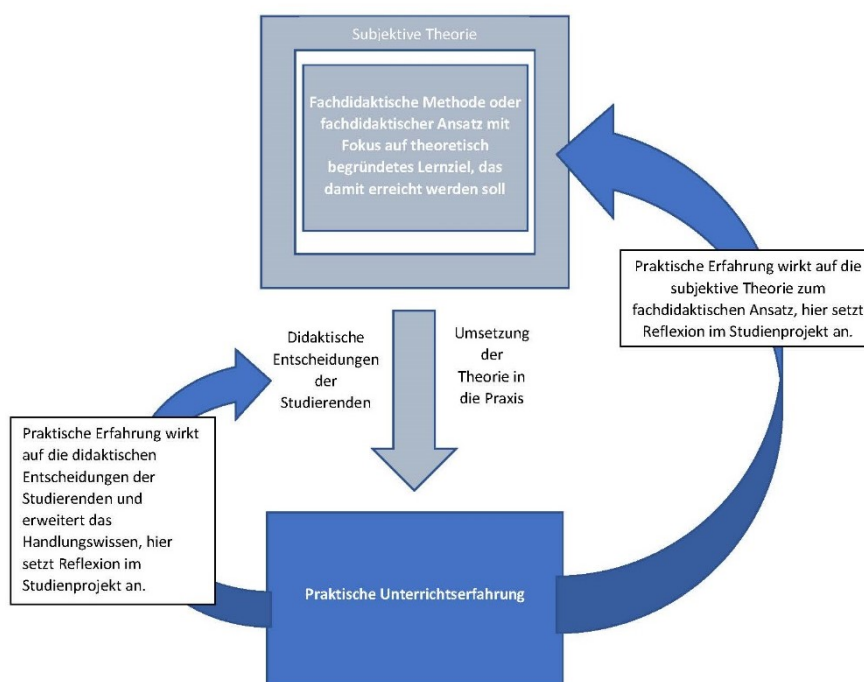 Subjektive Theorie
Fachdidaktische Methode oder
fachdidaktischer Ansatz mit
Fokus auf theoretisch
begründetes Lernziel, das
damit erreicht werden soll
Praktische Erfahrung wirkt auf die
subjektive Theorie zum
fachdidaktischen Ansatz, hier setzt
Reflexion im Studienprojekt an.
Didaktische
Entscheidungen
der
Studierenden
Umsetzung
der
Theorie in
die Praxis
Praktische Erfahrung wirkt
auf die didaktischen
Entscheidungen der
Studierenden und
erweitert das
Handlungswissen, hier
setzt Reflexion im
Studienprojekt an.
Praktische Unterrichtserfahrung